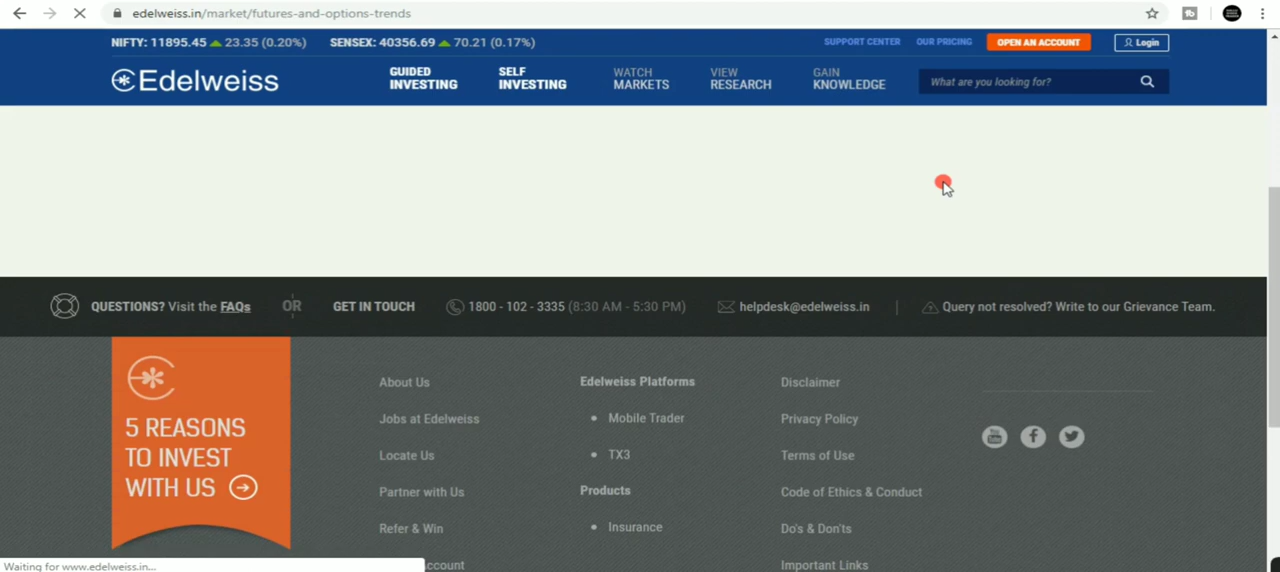 edelweiss.in/market/futures-and-options-trends
NIFTY: 11895.45 23.35 (0.20%) SENSEX: 40356.69 70.21 (0.17%) SUPPORT CENTER OUR PRICING OPEN AN ACCOUNT Login
Edelweiss
GUIDED INVESTING
SELF INVESTING
WATCH MARKETS
VIEW RESEARCH
GAIN KNOWLEDGE
What are you looking for?
QUESTIONS? Visit the FAQs OR GET IN TOUCH 1800 - 102 - 3335 (8:30 AM - 5:30 PM) helpdesk@edelweiss.in | Query not resolved? Write to our Grievance Team.
5 REASONS
TO INVEST
WITH US
About Us
Jobs at Edelweiss
Locate Us
Partner with Us
Refer & Win
Account
Edelweiss Platforms
Mobile Trader
TX3
Products
Insurance
Disclaimer
Privacy Policy
Terms of Use
Code of Ethics & Conduct
Do's & Don'ts
Important Links
You
Waiting for www.edelweiss.in...